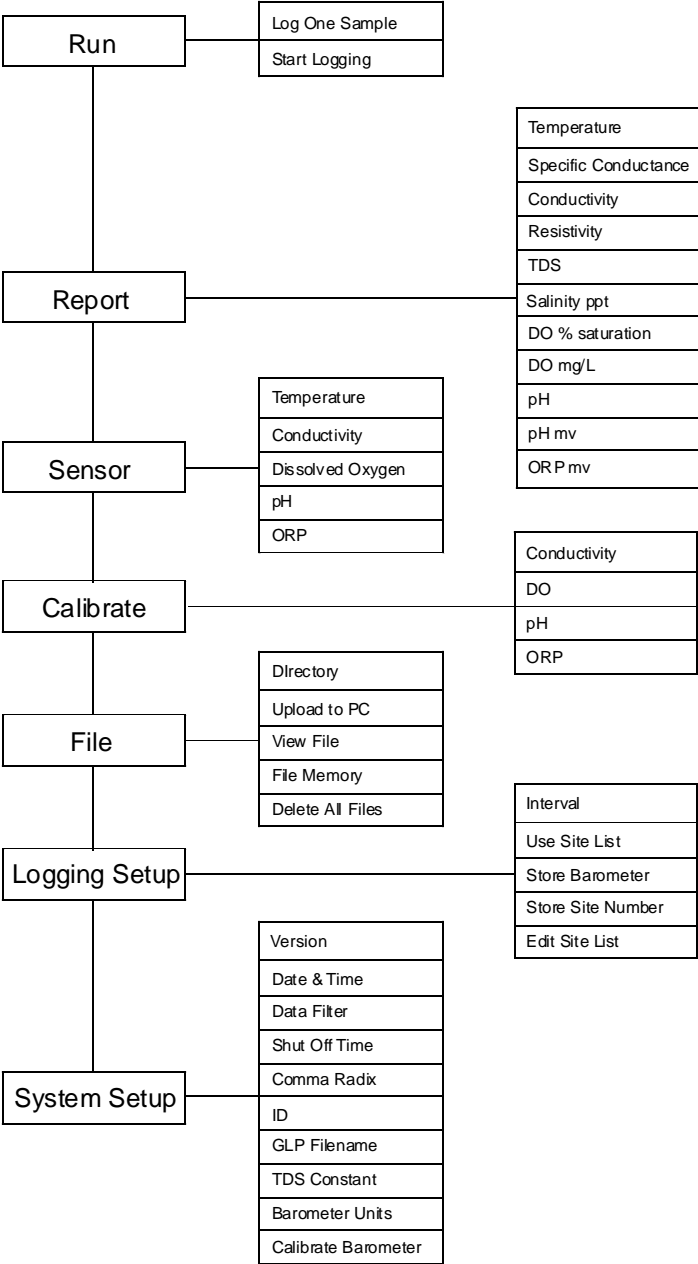 Run
Log One Sample
Start Logging
Report
Temperature
Specific Conductance
Conductivity
Resistivity
TDS
Salinity ppt
DO % saturation
DO mg/L
pH
pH mv
ORP mv
Sensor
Temperature
Conductivity
Dissolved Oxygen
pH
ORP
Calibrate
Conductivity
DO
pH
ORP
File
DIrectory
Upload to PC
View File
File Memory
Delete All Files
Logging Setup
Interval
Use Site List
Store Barometer
Store Site Number
Edit Site List
System Setup
Version
Date & Time
Data Filter
Shut Off Time
Comma Radix
ID
GLP Filename
TDS Constant
Barometer Units
Calibrate Barometer